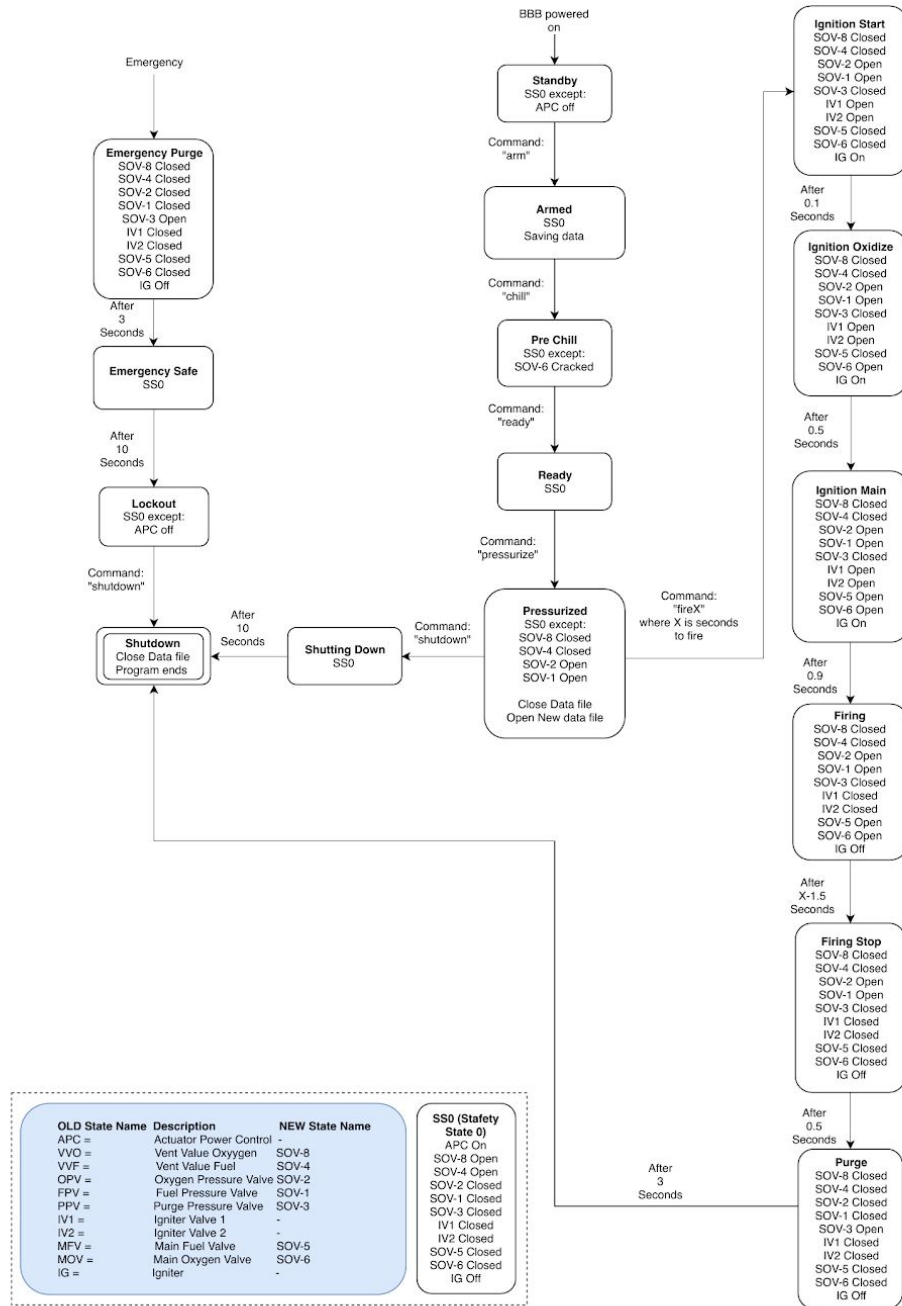 BBB powered
on
Emergency
Standby
SS0 except:
APC off
Command:
"arm"
Armed
SS0
Saving data
Command:
"chill"
Pre Chill
SS0 except:
SOV-6 Cracked
Command:
"ready"
Ready
SS0
Command:
"pressurize"
Pressurized
SS0 except:
SOV-8 Closed
SOV-4 Closed
SOV-2 Open
SOV-1 Open
Close Data file
Open New data file
Emergency Purge
SOV-8 Closed
SOV-4 Closed
SOV-2 Closed
SOV-1 Closed
SOV-3 Open
IV1 Closed
IV2 Closed
SOV-5 Closed
SOV-6 Closed
IG Off
After
3
Seconds
Emergency Safe
SS0
After
10
Seconds
Lockout
SS0 except:
APC off
Command:
"shutdown"
Shutdown
Close Data file
Program ends
After
10
Seconds
Shutting Down
SS0
Command:
"shutdown"
Command:
"fireX"
where X is seconds
to fire
Ignition Start
SOV-8 Closed
SOV-4 Closed
SOV-2 Open
SOV-1 Open
SOV-3 Closed
IV1 Open
IV2 Open
SOV-5 Closed
SOV-6 Closed
IG On
After
0.1
Seconds
Ignition Oxidize
SOV-8 Closed
SOV-4 Closed
SOV-2 Open
SOV-1 Open
SOV-3 Closed
IV1 Open
IV2 Open
SOV-5 Closed
SOV-6 Open
IG On
After
0.5
Seconds
Ignition Main
SOV-8 Closed
SOV-4 Closed
SOV-2 Open
SOV-1 Open
SOV-3 Closed
IV1 Open
IV2 Open
SOV-5 Open
SOV-6 Open
IG On
After
0.9
Seconds
Firing
SOV-8 Closed
SOV-4 Closed
SOV-2 Open
SOV-1 Open
SOV-3 Closed
IV1 Closed
IV2 Closed
SOV-5 Open
SOV-6 Open
IG Off
After
X-1.5
Seconds
Firing Stop
SOV-8 Closed
SOV-4 Closed
SOV-2 Open
SOV-1 Open
SOV-3 Closed
IV1 Closed
IV2 Closed
SOV-5 Closed
SOV-6 Closed
IG Off
After
0.5
Seconds
Purge
SOV-8 Closed
SOV-4 Closed
SOV-2 Closed
SOV-1 Closed
SOV-3 Open
IV1 Closed
IV2 Closed
SOV-5 Closed
SOV-6 Closed
IG Off
After
3
Seconds
OLD State Name Description NEW State Name
APC = Actuator Power Control -
VVO = Vent Value Oxyygen SOV-8
VVF = Vent Value Fuel SOV-4
OPV = Oxygen Pressure Valve SOV-2
FPV = Fuel Pressure Valve SOV-1
PPV = Purge Pressure Valve SOV-3
IV1 = Igniter Valve 1 -
IV2 = Igniter Valve 2 -
MFV = Main Fuel Valve SOV-5
MOV = Main Oxygen Valve SOV-6
IG = Igniter -
SS0 (Stafety
State 0)
APC On
SOV-8 Open
SOV-4 Open
SOV-2 Closed
SOV-1 Closed
SOV-3 Closed
IV1 Closed
IV2 Closed
SOV-5 Closed
SOV-6 Closed
IG Off